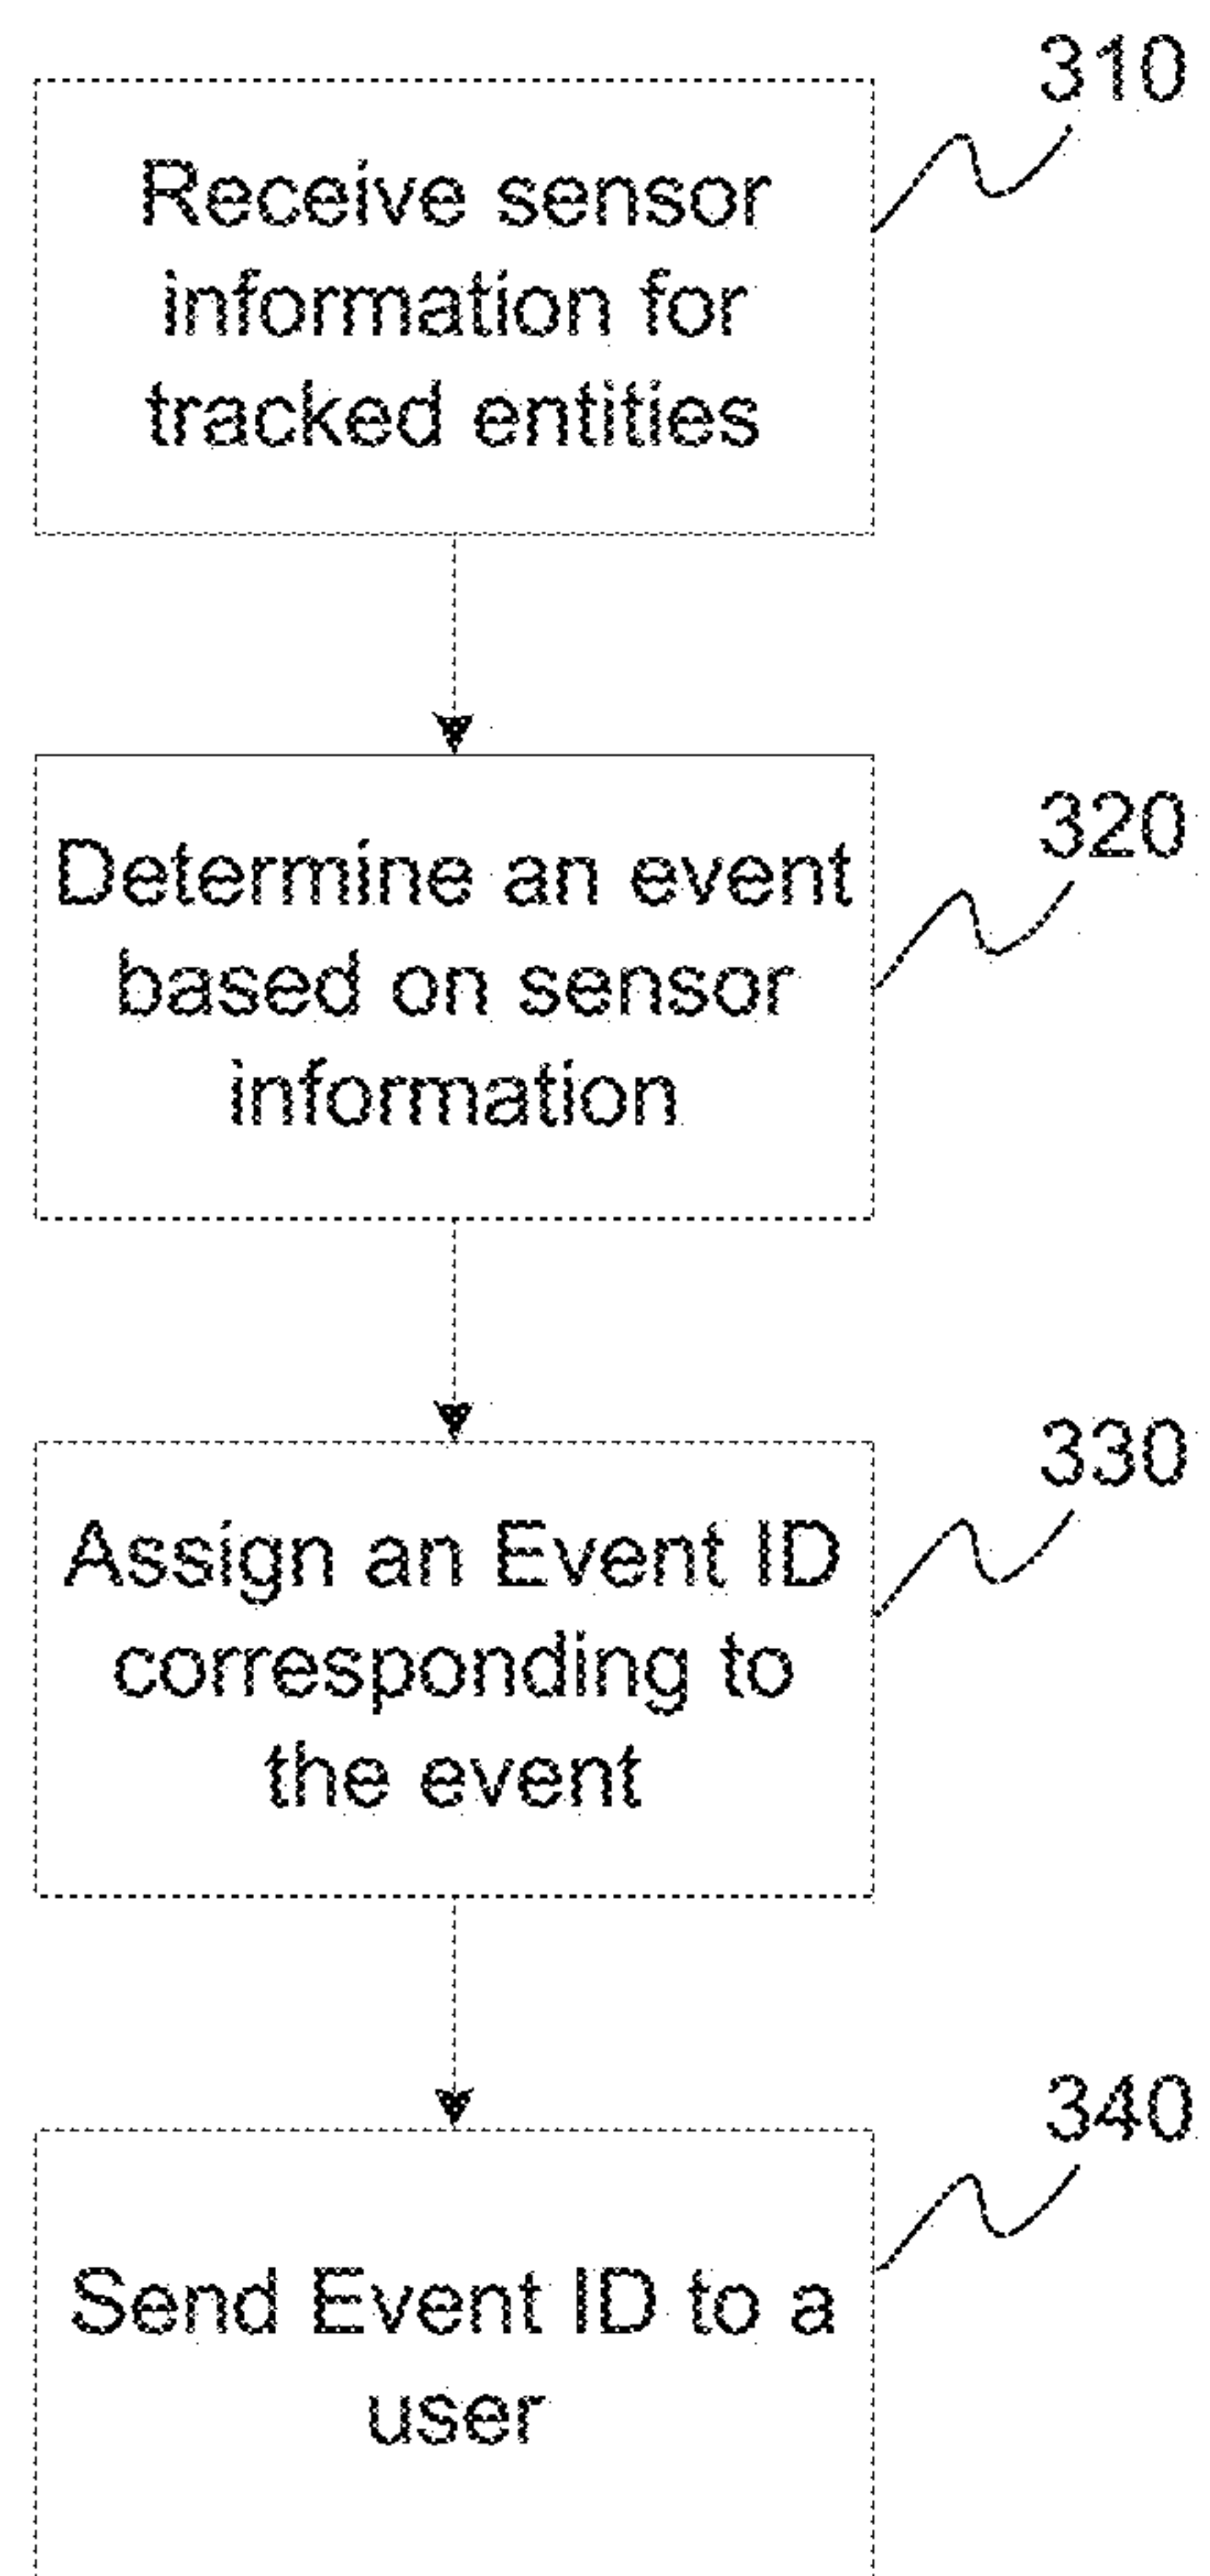 310
Receive sensor
information for
tracked entities
320
Determine an event
based on sensor
information
330
Assign an Event ID
corresponding to
the event
340
Send Event ID to a
user